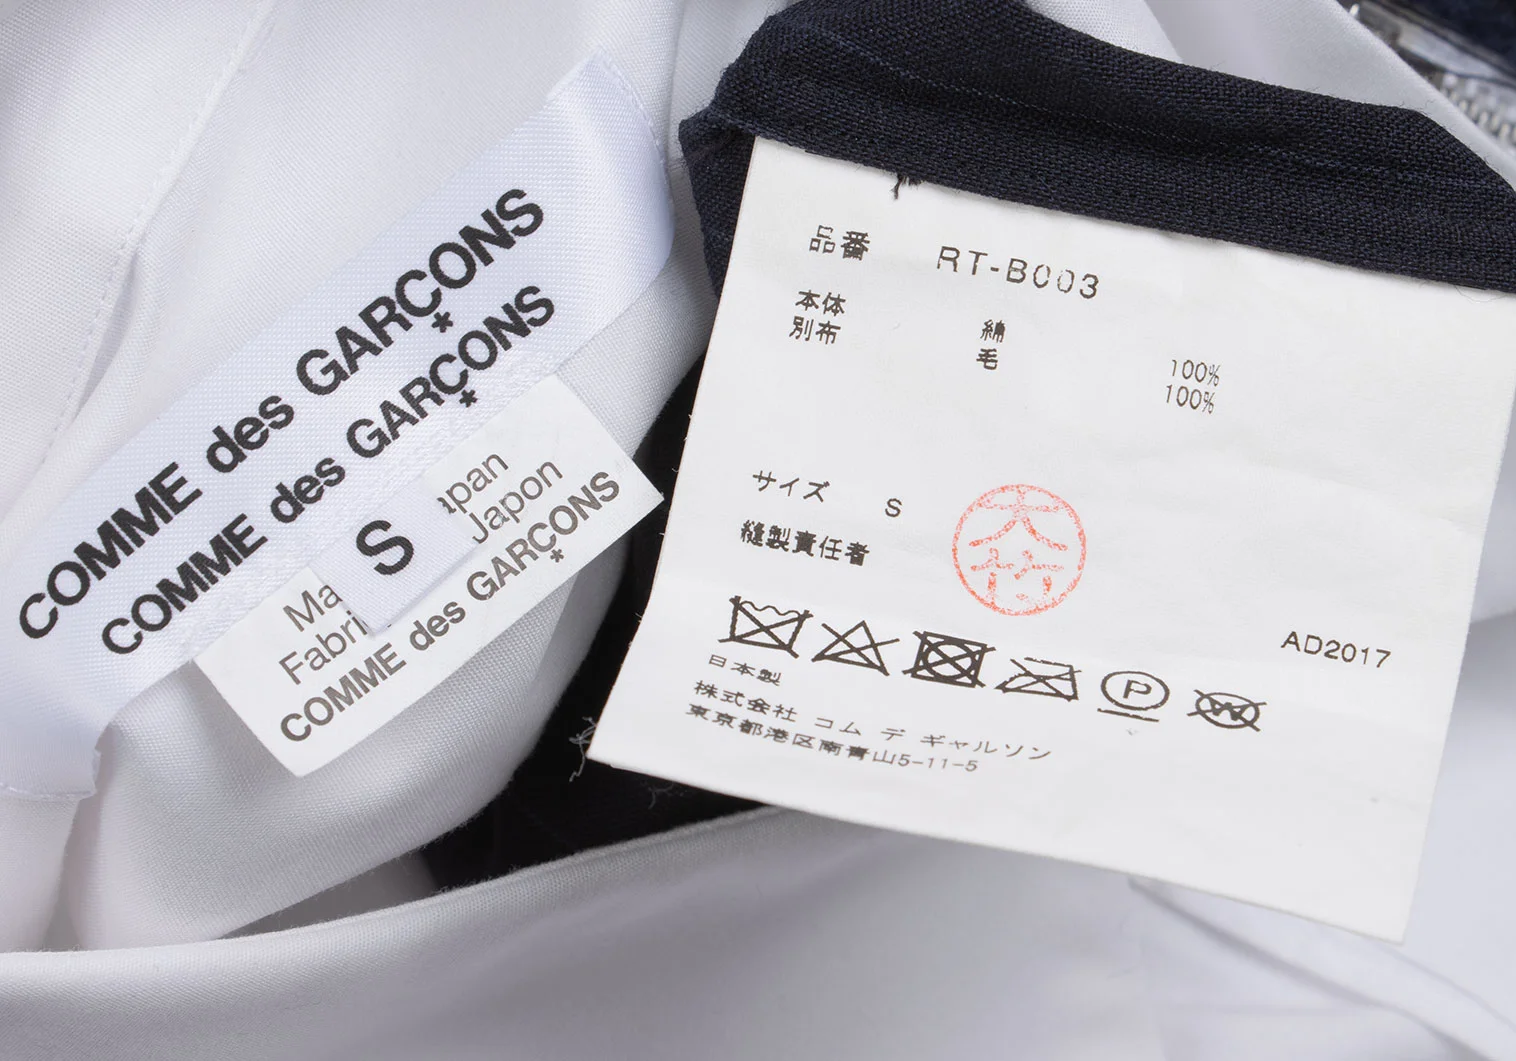 COMME des GARÇONS
*
COMME des GARÇONS
*
S
Japon
COMME des GARÇONS
*
品番 RT-B003
本体 綿 100%
別布 毛 100%
サイズ S
縫製責任者
大竹
AD2017
P
W
日本製
株式会社 コム デ ギャルソン
東京都港区南青山5-11-5